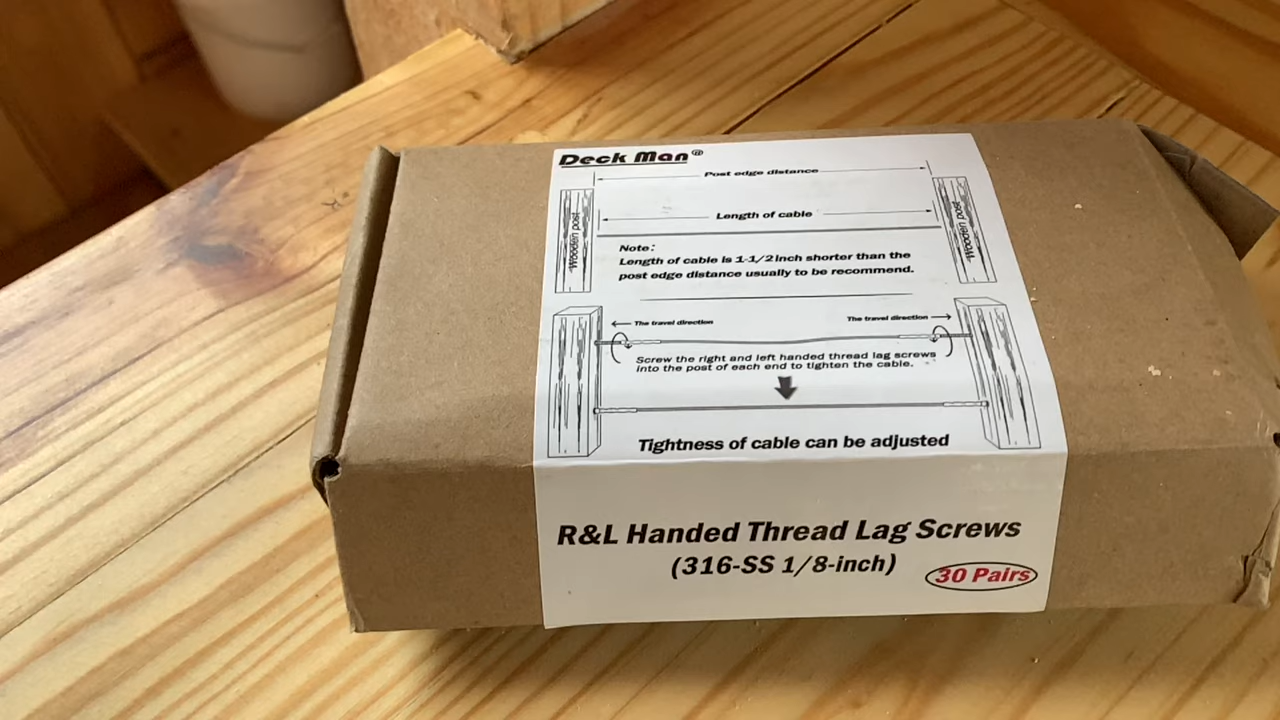 Deck Man®
Post edge distance
Length of cable
Wooden post
Wooden post
Note:
Length of cable is 1-1/2 inch shorter than the
post edge distance usually to be recommend.
The travel direction
The travel direction
Screw the right and left handed thread lag screws
into the post of each end to tighten the cable.
Tightness of cable can be adjusted
R&L Handed Thread Lag Screws
(316-SS 1/8-inch)
30 Pairs